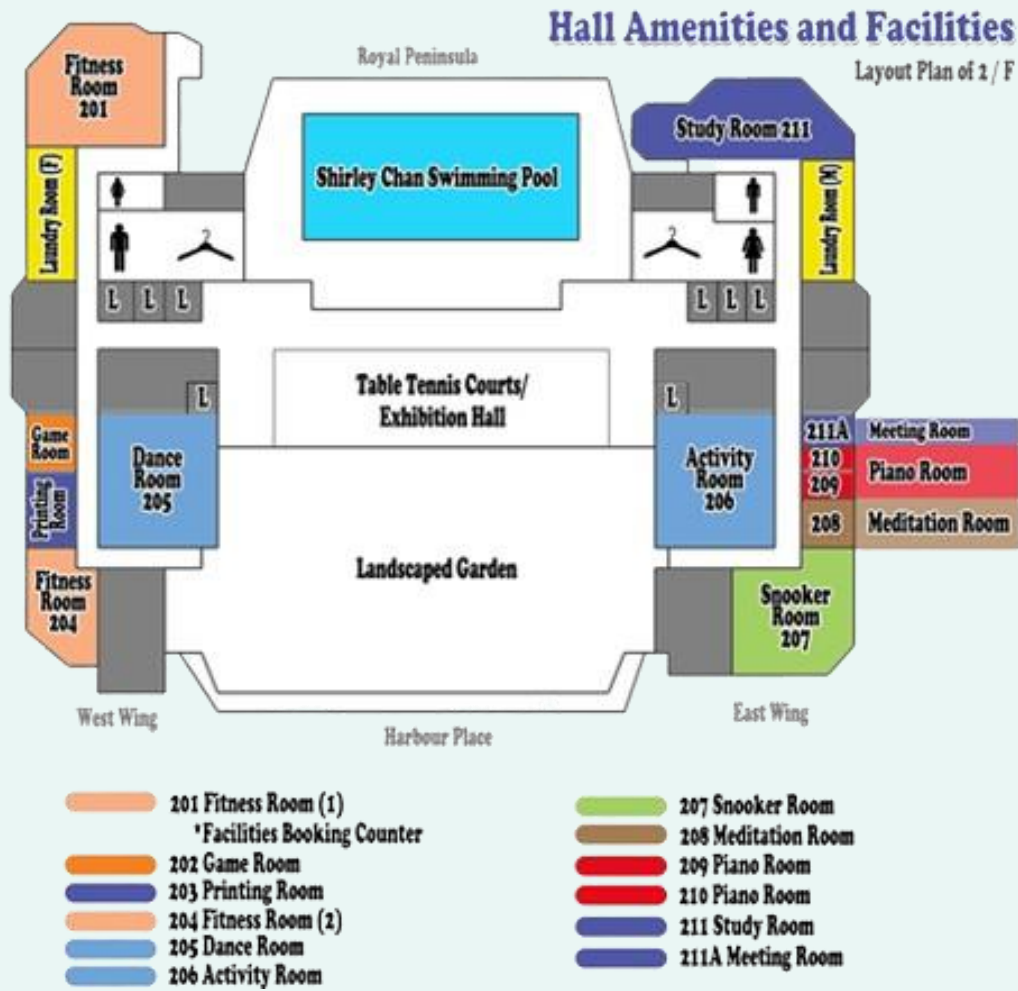 Hall Amenities and Facilities
Layout Plan of 2 / F
Royal Peninsula
Fitness
Room
201
Study Room 211
Shirley Chan Swimming Pool
Laundry Room (F)
Laundry Room (M)
L L L
L L L
Table Tennis Courts/
Exhibition Hall
L
L
Game
Room
Dance
Room
205
Activity
Room
206
211A Meeting Room
210
209
Piano Room
Printing
Room
208 Meditation Room
Landscaped Garden
Fitness
Room
204
Snooker
Room
207
West Wing
East Wing
Harbour Place
201 Fitness Room (1)
*Facilities Booking Counter
202 Game Room
203 Printing Room
204 Fitness Room (2)
205 Dance Room
206 Activity Room
207 Snooker Room
208 Meditation Room
209 Piano Room
210 Piano Room
211 Study Room
211A Meeting Room